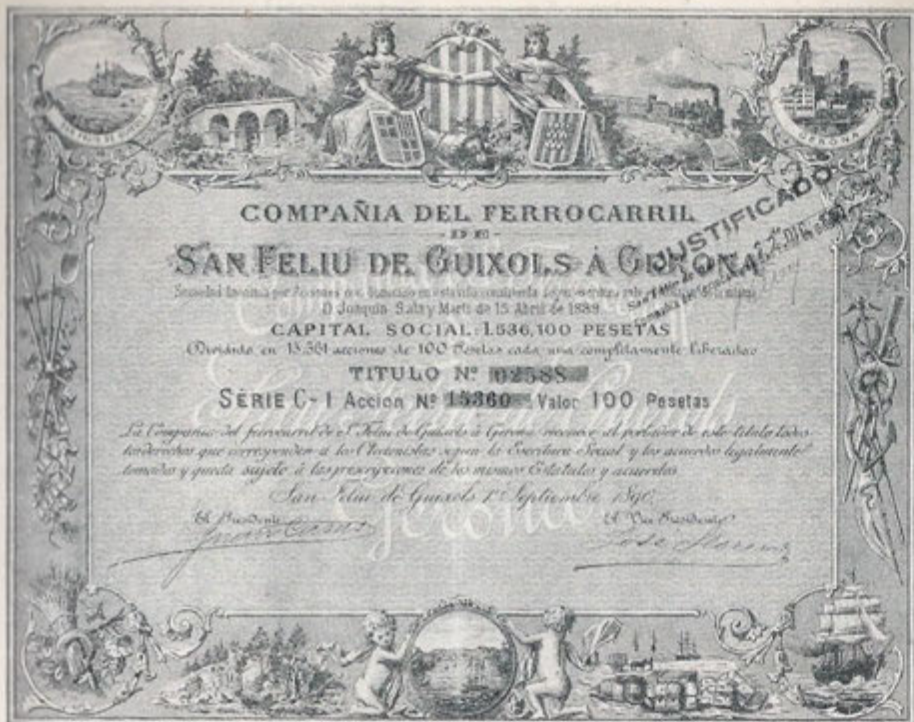 GERONA
COMPAÑIA DEL FERROCARRIL
DE
SAN FELIU DE GUIXOLS Á GERONA
JUSTIFICADO
D. Joaquin Sala y Marti de 15 Abril de 1889.
CAPITAL SOCIAL: 1.536,100 PESETAS
Dividido en 15.361 acciones de 100 Pesetas cada una completamente liberadas
TITULO Nº 02588
SÉRIE C-1 Acción Nº 15360 Valor 100 Pesetas
La Compañia del ferrocarril de S. Feliu de Guixols á Gerona reconoce al portador de este titulo todos
los derechos que corresponden á los Accionistas segun la Escritura Social y los acuerdos legalmente
tomados y queda sujeto á las prescripciones de los mismos Estatutos y acuerdos
San Feliu de Guixols 1º Septiembre 1890
El Presidente
El Vice Presidente
Gerona